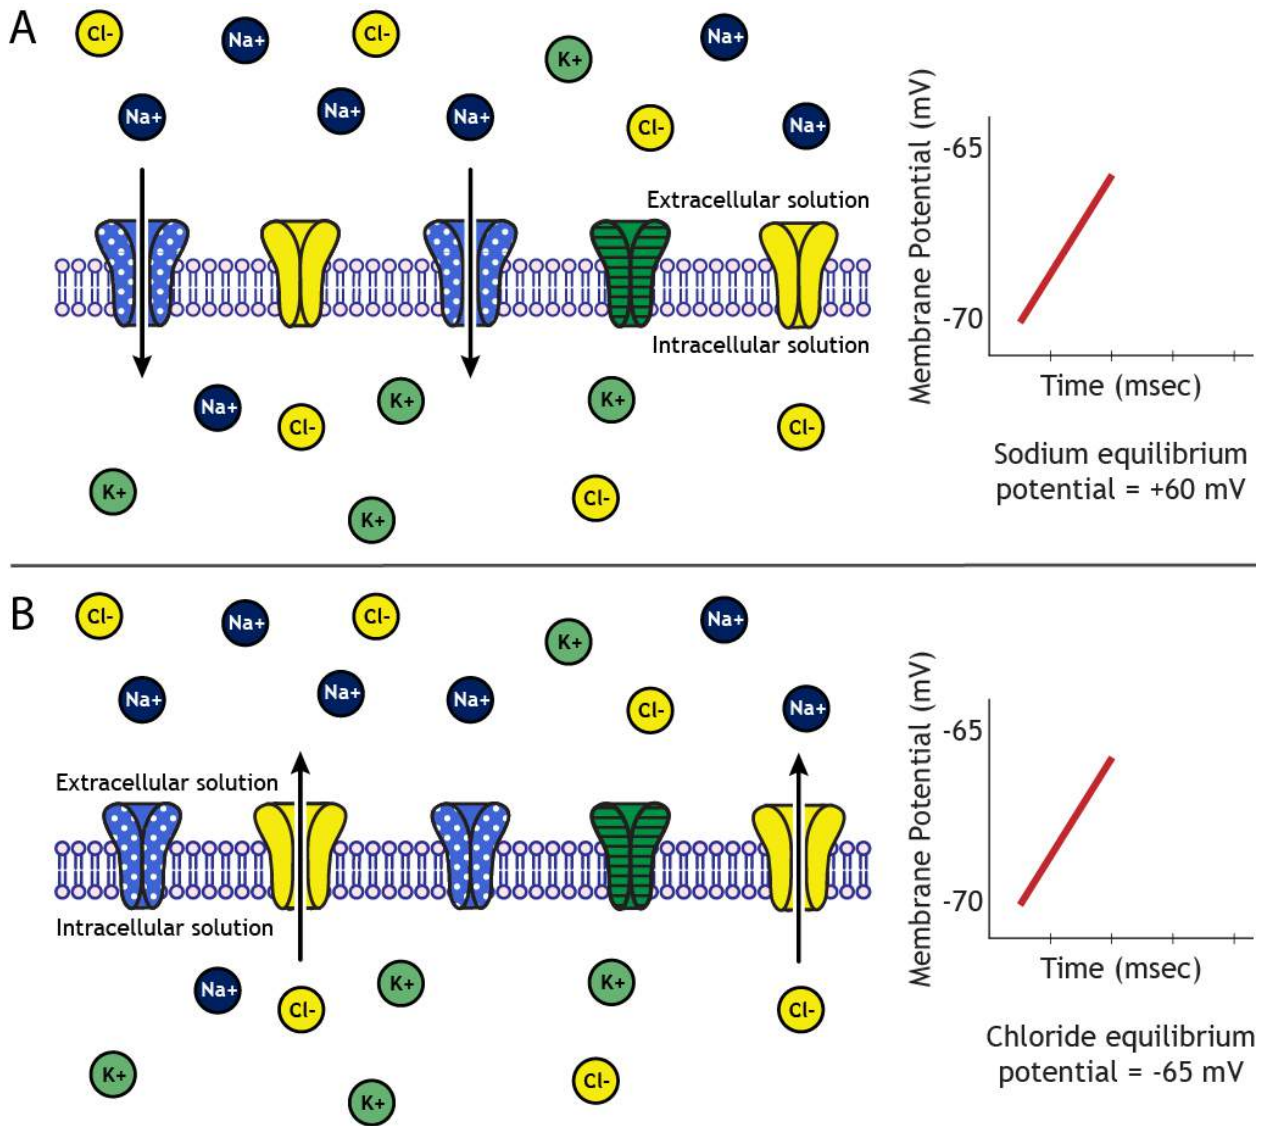 A
Cl-
Na+
Cl-
K+
Na+
Na+
Na+
Na+
Cl-
Na+
Extracellular solution
Intracellular solution
Na+
Cl-
K+
K+
Cl-
K+
K+
Cl-
Membrane Potential (mV)
-65
-70
Time (msec)
Sodium equilibrium
potential = +60 mV
B
Cl-
Na+
Cl-
K+
Na+
Na+
Na+
Na+
Cl-
Na+
Extracellular solution
Intracellular solution
Na+
Cl-
K+
K+
Cl-
K+
K+
Cl-
Membrane Potential (mV)
-65
-70
Time (msec)
Chloride equilibrium
potential = -65 mV